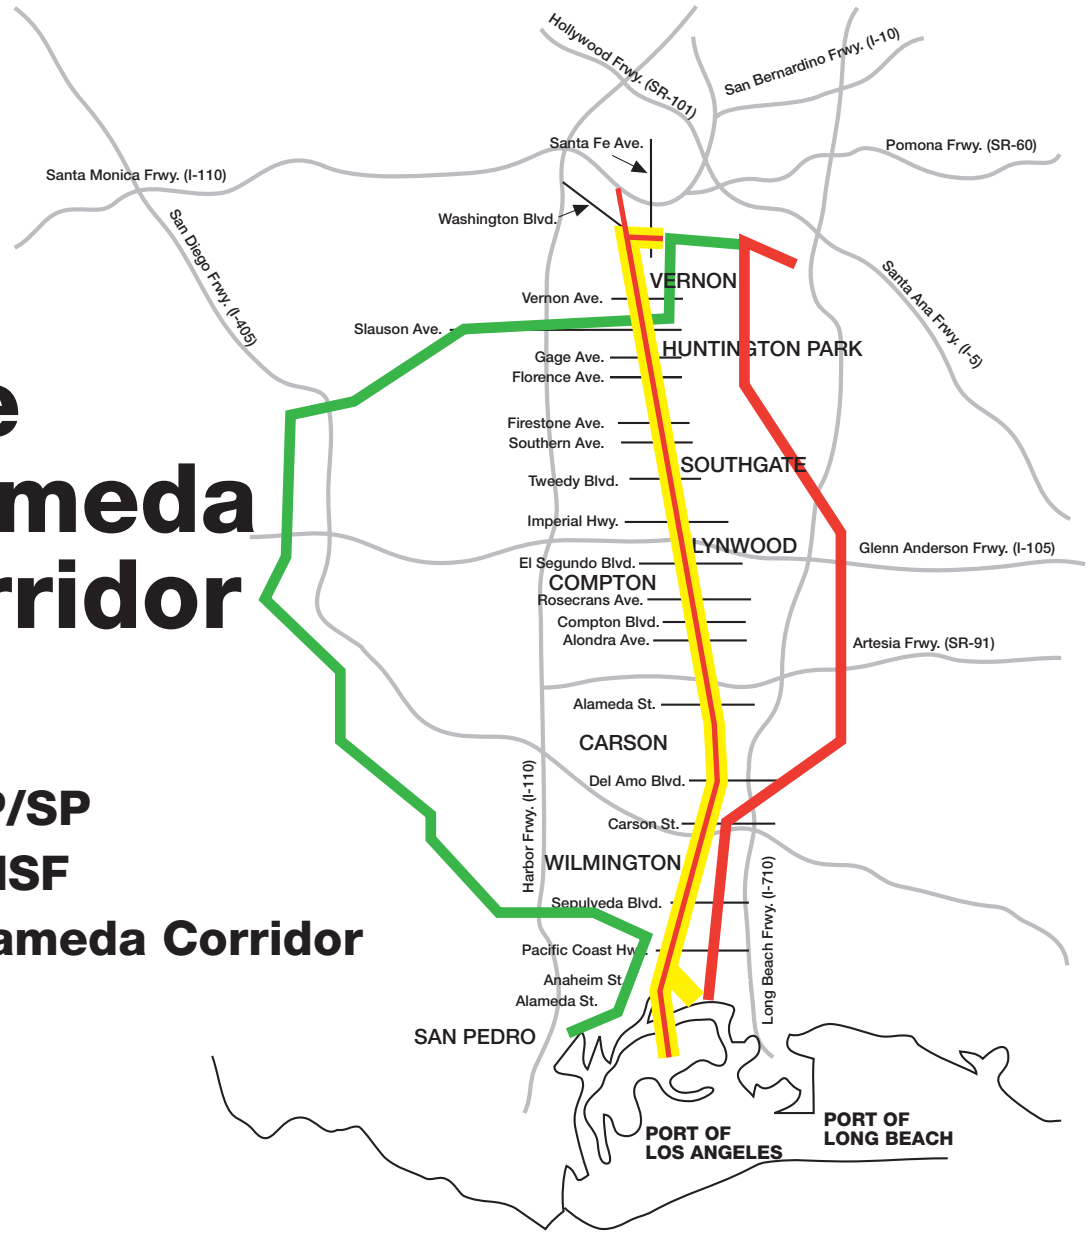 Hollywood Frwy. (SR-101)
San Bernardino Frwy. (I-10)
Santa Fe Ave.
Pomona Frwy. (SR-60)
Santa Monica Frwy. (I-110)
San Diego Frwy. (I-405)
Washington Blvd.
Santa Ana Frwy. (I-5)
VERNON
Vernon Ave.
Slauson Ave.
HUNTINGTON PARK
Gage Ave.
Florence Ave.
e
Firestone Ave.
Southern Ave.
SOUTHGATE
Tweedy Blvd.
meda
Imperial Hwy.
LYNWOOD
Glenn Anderson Frwy. (I-105)
El Segundo Blvd.
COMPTON
rridor
Rosecrans Ave.
Compton Blvd.
Alondra Ave.
Artesia Frwy. (SR-91)
Alameda St.
CARSON
Del Amo Blvd.
Harbor Frwy. (I-110)
P/SP
Carson St.
WILMINGTON
NSF
Sepulveda Blvd.
Long Beach Frwy. (I-710)
ameda Corridor
Pacific Coast Hw
Anaheim St.
Alameda St.
SAN PEDRO
PORT OF
LOS ANGELES
PORT OF
LONG BEACH